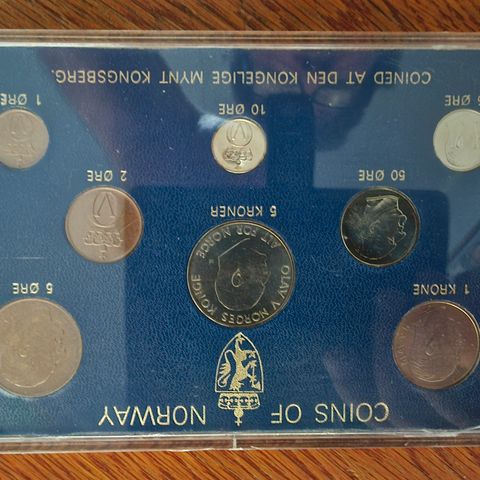 COINS OF NORWAY
1 KRONE
5 ØRE
OLAV V NORGES KONGE
ALT FOR NORGE
5 KRONER
50 ØRE
2 ØRE
5 ØRE
10 ØRE
1 ØRE
COINED AT DEN KONGELIGE MYNT KONGSBERG.